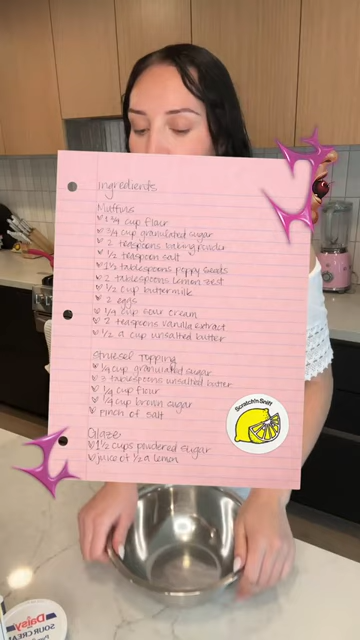 ingredients
Muffins
1 3/4 cup flour
3/4 cup granulated sugar
2 teaspoons baking powder
1/2 teaspoon salt
1 1/2 tablespoons poppy seeds
2 tablespoons lemon zest
1/2 cup buttermilk
2 eggs
1/4 cup sour cream
2 teaspoons vanilla extract
1/2 a cup unsalted butter
Struesel Topping
1/4 cup granulated sugar
3 tablespoons unsalted butter
1/4 cup flour
1/4 cup brown sugar
Pinch of salt
Glaze
1 1/2 cups powdered sugar
juice of 1/2 a lemon
Scratch n Sniff
Daisy
SOUR CREA